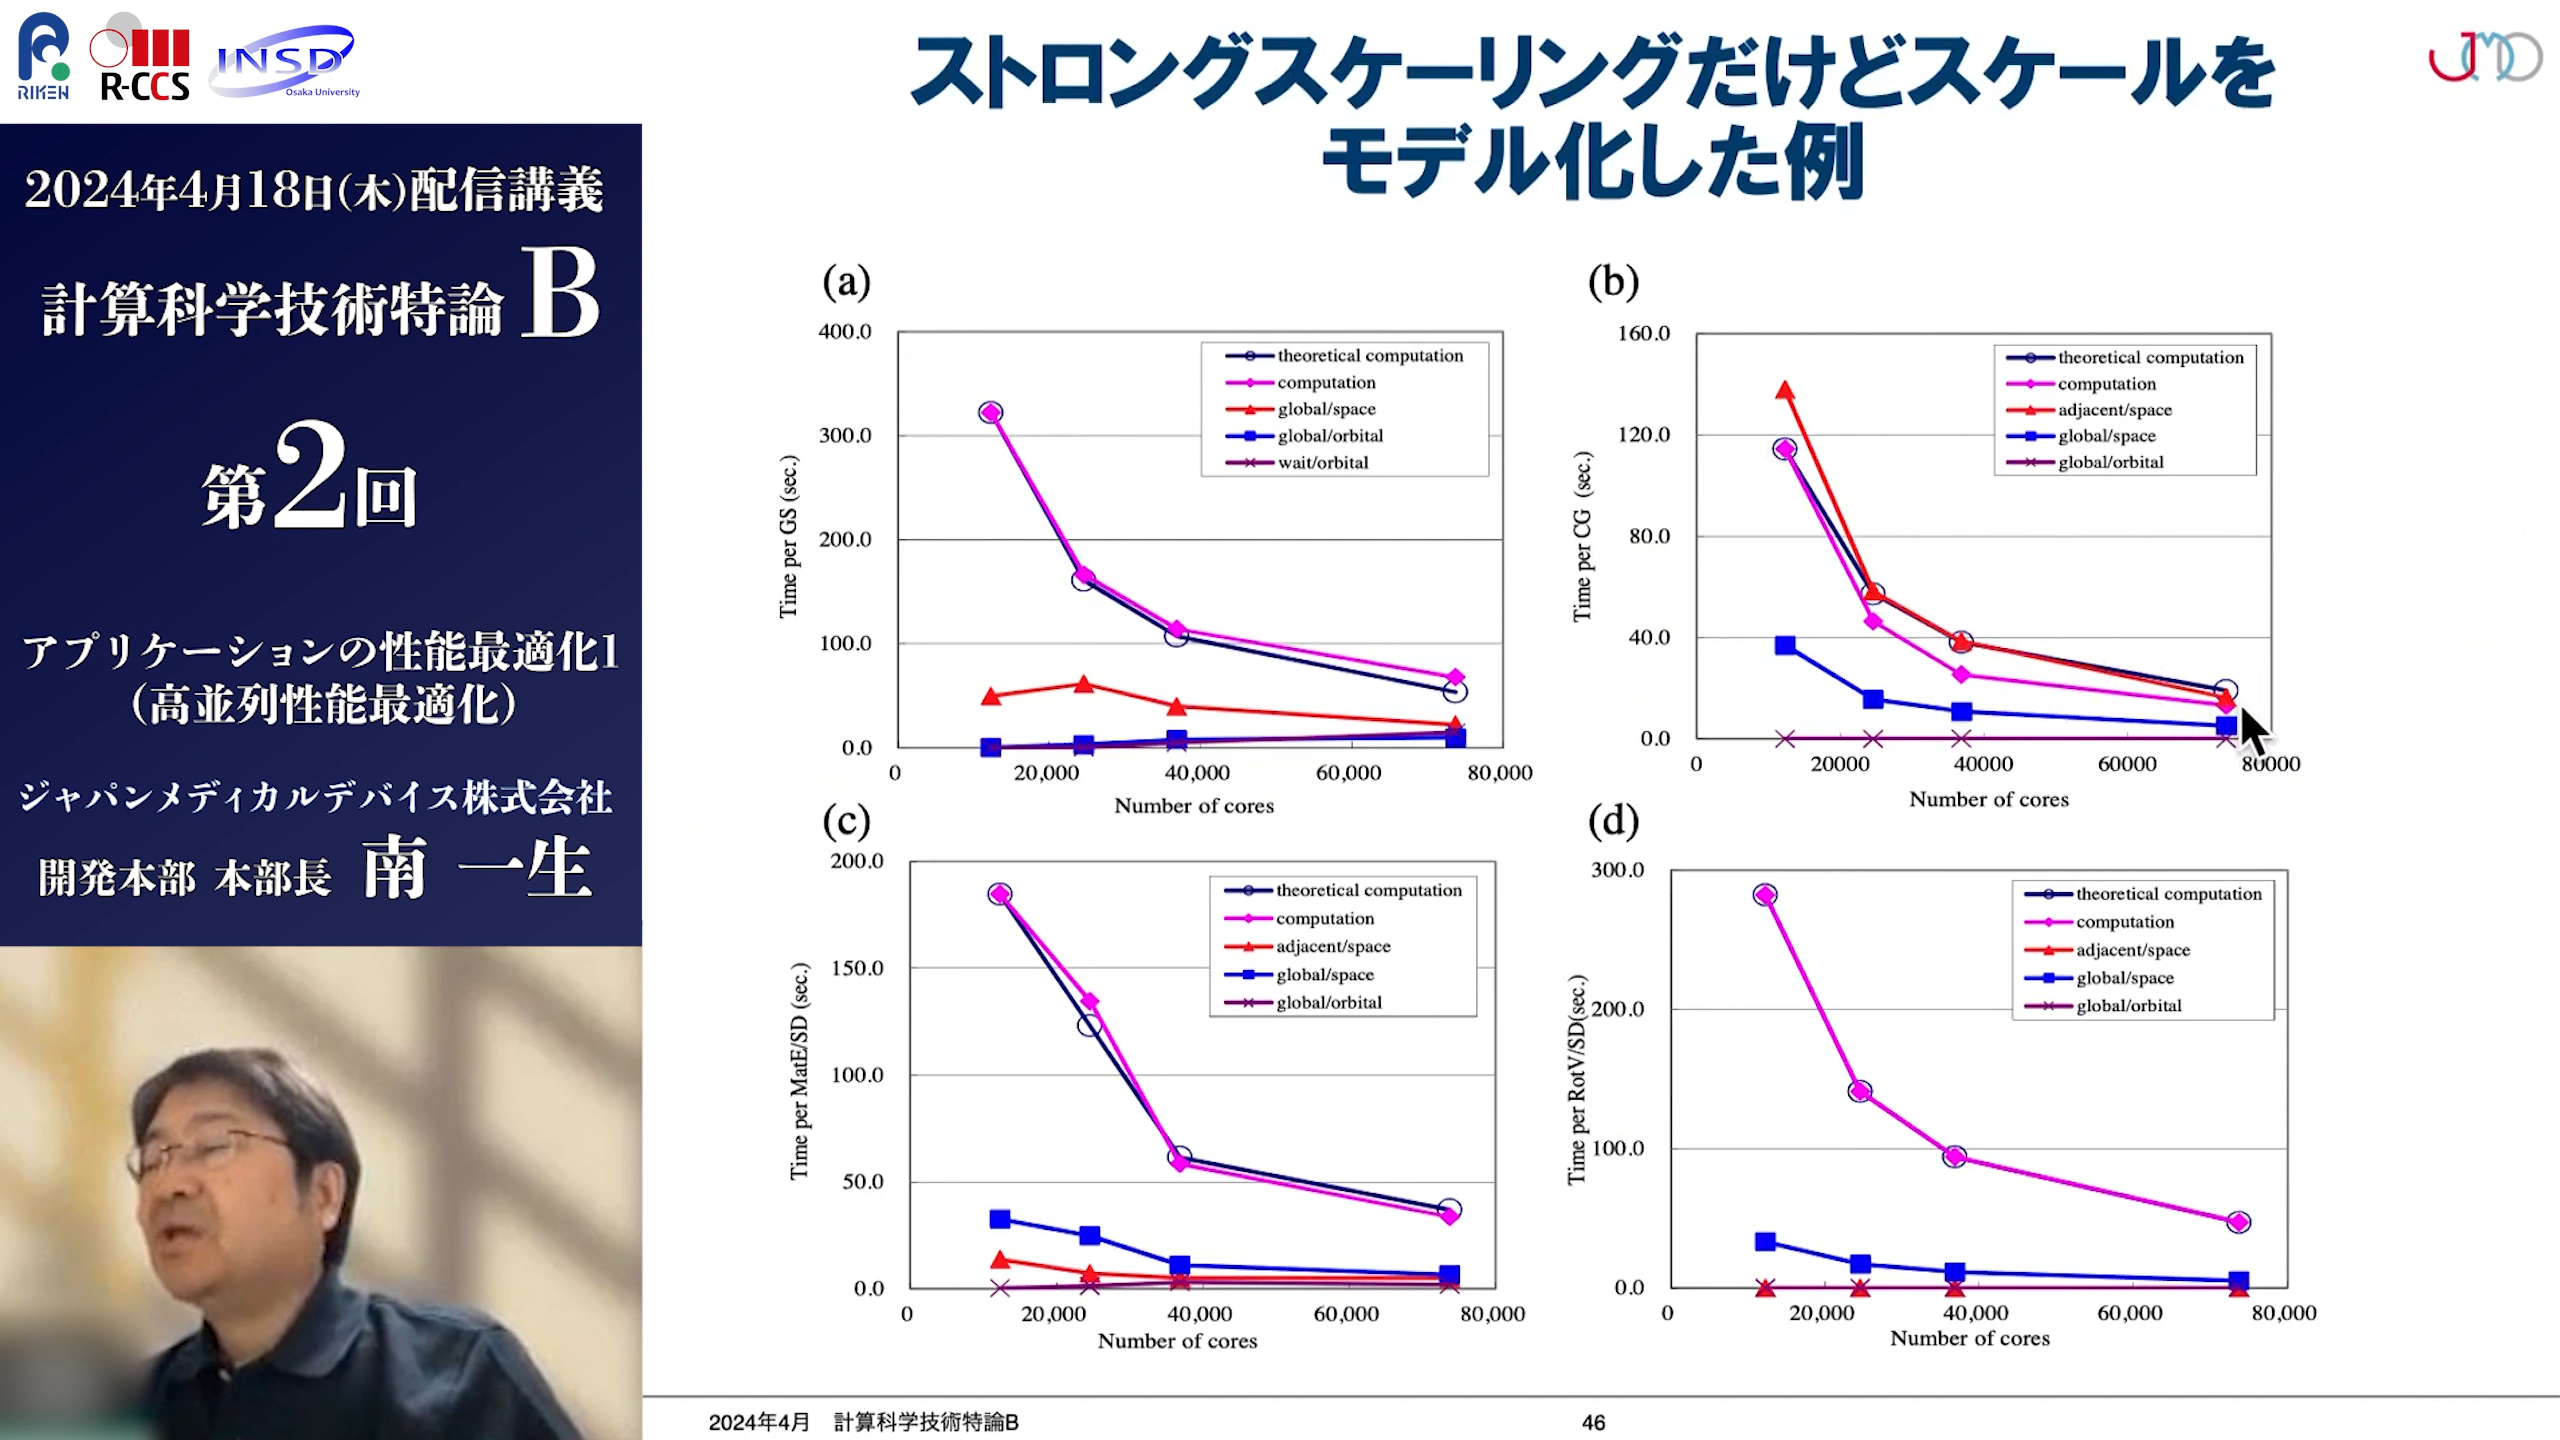 RIKEN
R-CCS
INSD
Osaka University
2024年4月18日(木)配信講義
計算科学技術特論 B
第2回
アプリケーションの性能最適化1
(高並列性能最適化)
ジャパンメディカルデバイス株式会社
開発本部 本部長 南 一生
ストロングスケーリングだけどスケールを
モデル化した例
JMD
(a)
400.0
300.0
200.0
100.0
0.0
Time per GS (sec.)
theoretical computation
computation
global/space
global/orbital
wait/orbital
0 20,000 40,000 60,000 80,000
Number of cores
(b)
160.0
120.0
80.0
40.0
0.0
Time per CG (sec.)
theoretical computation
computation
adjacent/space
global/space
global/orbital
0 20000 40000 60000 80000
Number of cores
(c)
200.0
150.0
100.0
50.0
0.0
Time per MatE/SD (sec.)
theoretical computation
computation
adjacent/space
global/space
global/orbital
0 20,000 40,000 60,000 80,000
Number of cores
(d)
300.0
200.0
100.0
0.0
Time per RotV/SD(sec.)
theoretical computation
computation
adjacent/space
global/space
global/orbital
0 20,000 40,000 60,000 80,000
Number of cores
2024年4月 計算科学技術特論B
46